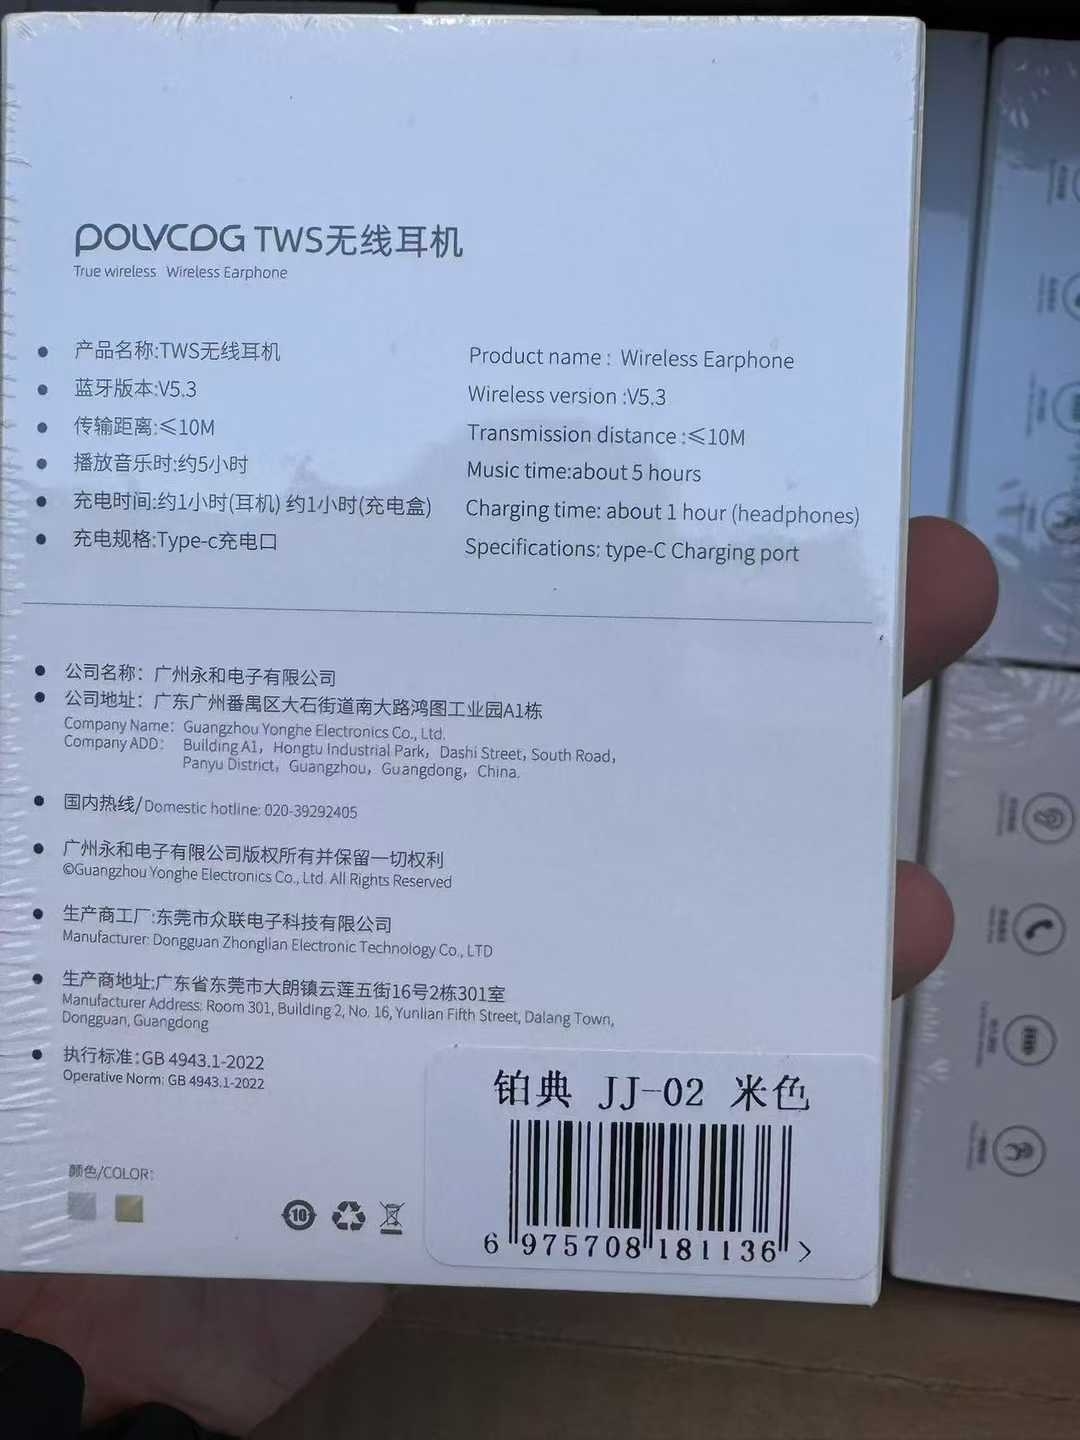 POLVCDG TWS无线耳机
True wireless Wireless Earphone
产品名称:TWS无线耳机
蓝牙版本:V5.3
传输距离:≤10M
播放音乐时:约5小时
充电时间:约1小时(耳机) 约1小时(充电盒)
充电规格:Type-c充电口
Product name : Wireless Earphone
Wireless version :V5.3
Transmission distance :≤10M
Music time:about 5 hours
Charging time: about 1 hour (headphones)
Specifications: type-C Charging port
公司名称：广州永和电子有限公司
公司地址：广东广州番禺区大石街道南大路鸿图工业园A1栋
Company Name：Guangzhou Yonghe Electronics Co., Ltd.
Company ADD： Building A1，Hongtu Industrial Park，Dashi Street，South Road，
Panyu District，Guangzhou，Guangdong，China.
国内热线/Domestic hotline: 020-39292405
广州永和电子有限公司版权所有并保留一切权利
©Guangzhou Yonghe Electronics Co., Ltd. All Rights Reserved
生产商工厂:东莞市众联电子科技有限公司
Manufacturer: Dongguan Zhonglian Electronic Technology Co., LTD
生产商地址:广东省东莞市大朗镇云莲五街16号2栋301室
Manufacturer Address: Room 301, Building 2, No. 16, Yunlian Fifth Street, Dalang Town,
Dongguan, Guangdong
执行标准:GB 4943.1-2022
Operative Norm: GB 4943.1-2022
颜色/COLOR:
10
铂典 JJ-02 米色
6 975708 181136 >